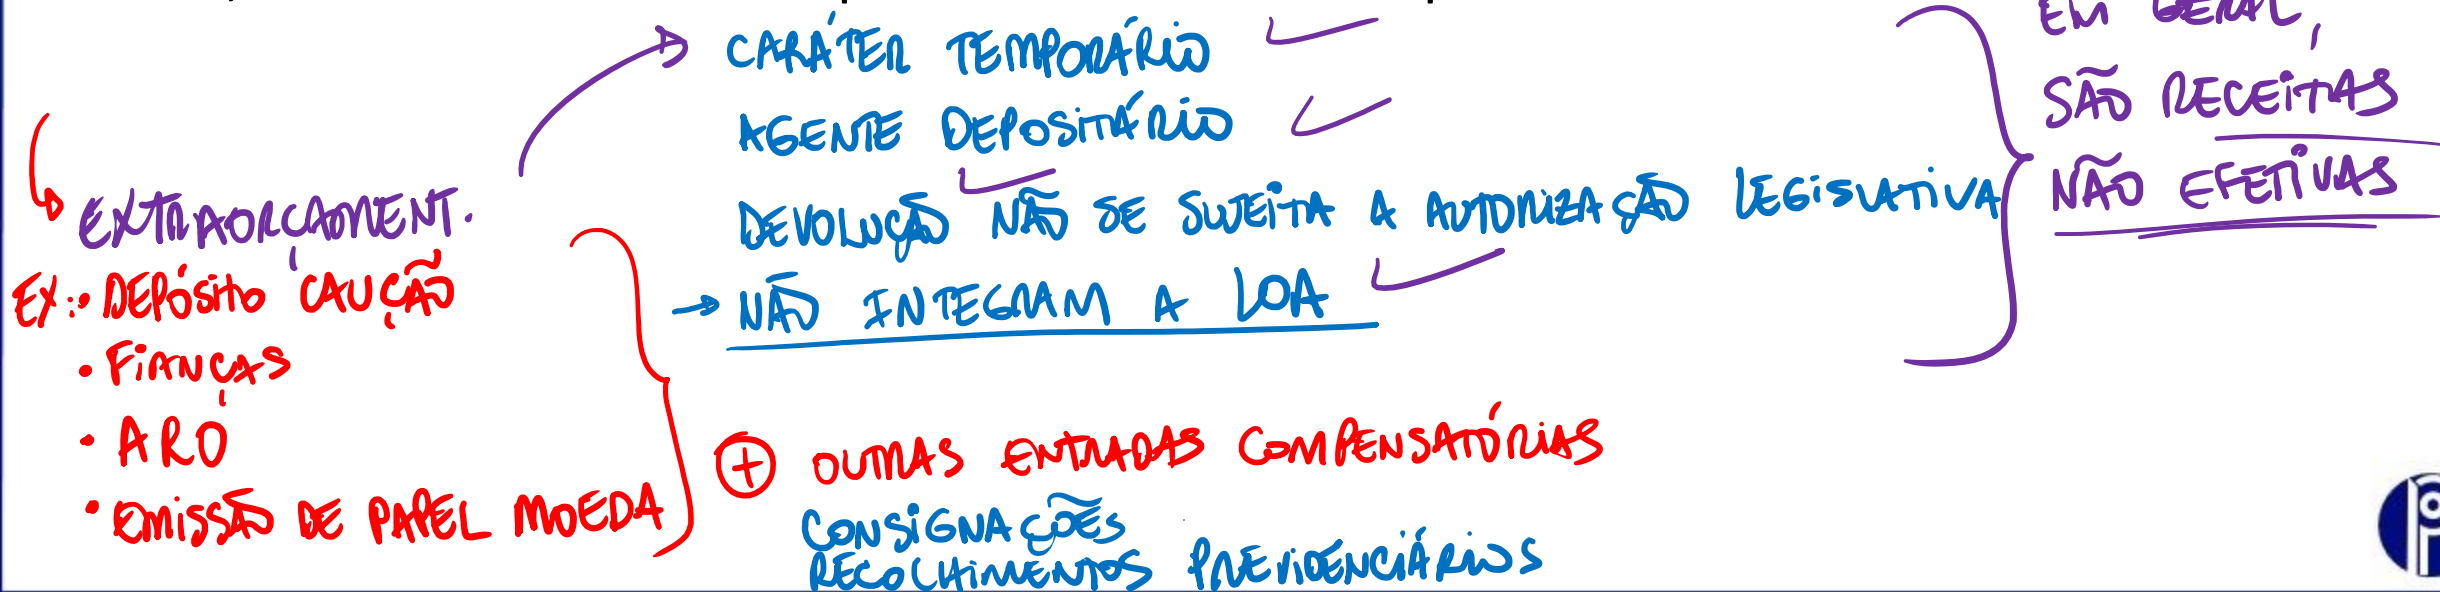 CARÁTER TEMPORÁRIO
AGENTE DEPOSITÁRIO
DEVOLUÇÃO NÃO SE SUJEITA A AUTORIZAÇÃO LEGISLATIVA
→ NÃO INTEGRAM A LOA
EM GERAL,
SÃO RECEITAS
NÃO EFETIVAS
EXTRAORÇAMENT.
EX: • DEPÓSITO CAUÇÃO
• FIANÇAS
• ARO
• EMISSÃO DE PAPEL MOEDA
+ OUTRAS ENTRADAS COMPENSATÓRIAS
CONSIGNAÇÕES
RECOLHIMENTOS PREVIDENCIÁRIOS